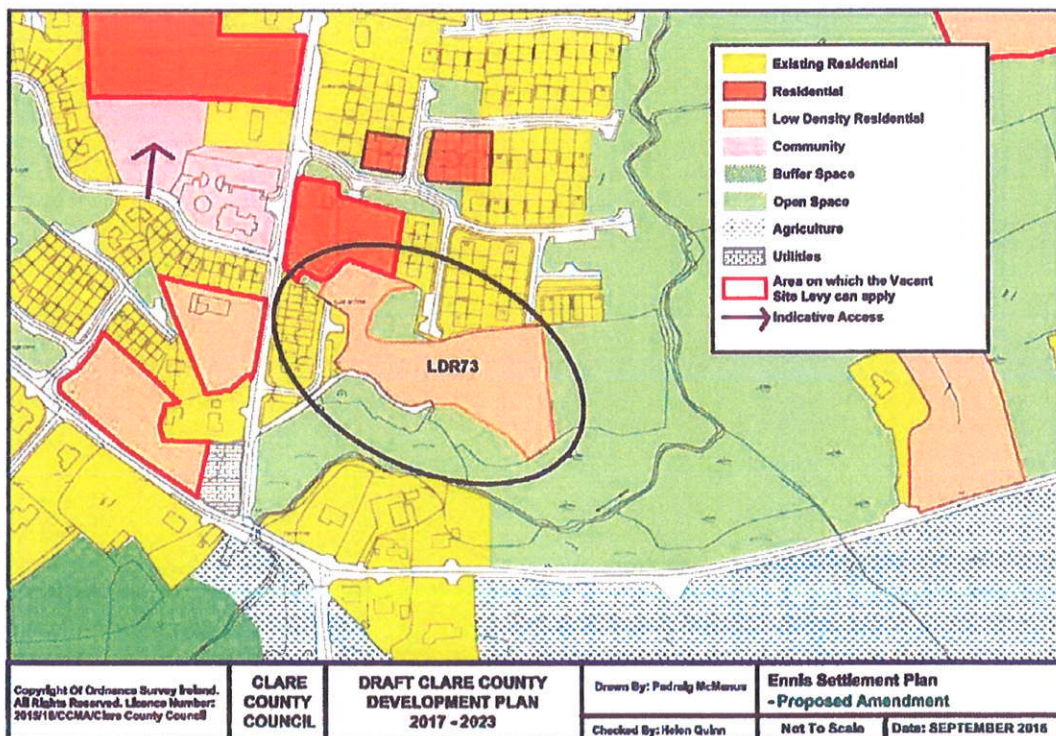 Existing Residential
Residential
Low Density Residential
Community
Buffer Space
Open Space
Agriculture
Utilities
Area on which the Vacant
Site Levy can apply
Indicative Access
LDR73
Copyright Of Ordnance Survey Ireland.
All Rights Reserved. Licence Number:
2015/16/CCMA/Clare County Council
CLARE
COUNTY
COUNCIL
DRAFT CLARE COUNTY
DEVELOPMENT PLAN
2017 - 2023
Drawn By: Padraig McManus
Checked By: Helen Quinn
Ennis Settlement Plan
- Proposed Amendment
Not To Scale
Date: SEPTEMBER 2016